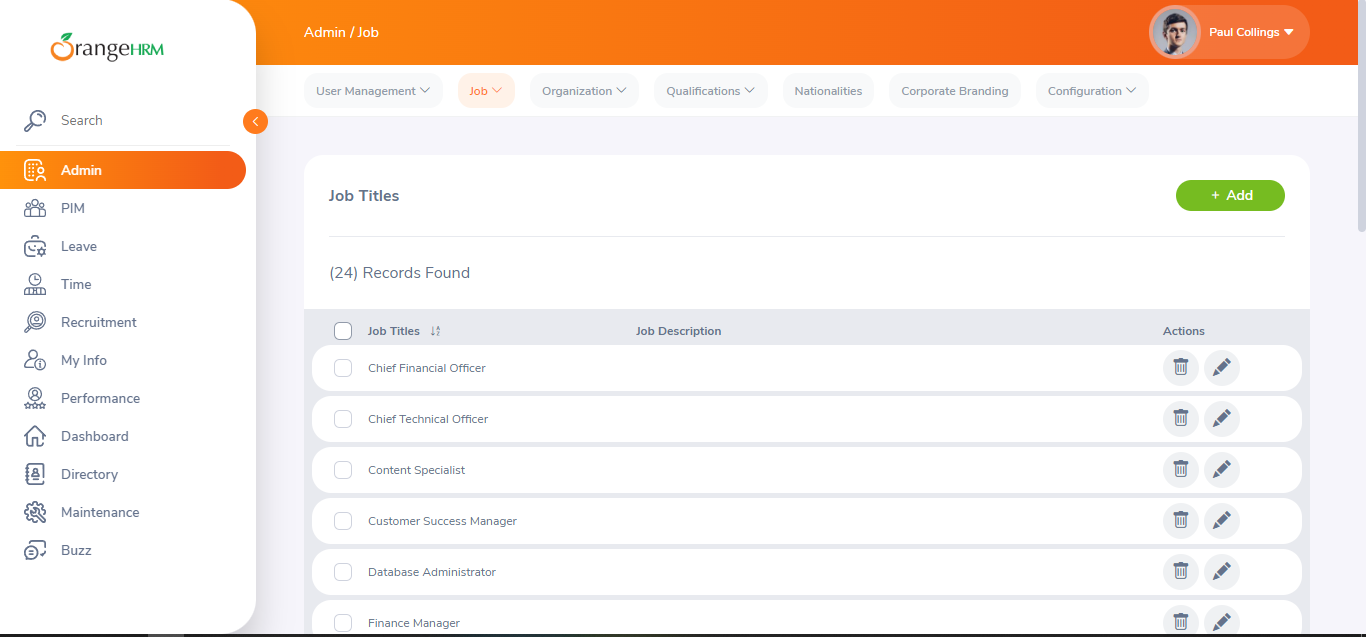 OrangeHRM
Search
Admin
PIM
Leave
Time
Recruitment
My Info
Performance
Dashboard
Directory
Maintenance
Buzz
Admin / Job
Paul Collings
User Management
Job
Organization
Qualifications
Nationalities
Corporate Branding
Configuration
Job Titles
+ Add
(24) Records Found
Job Titles
Job Description
Actions
Chief Financial Officer
Chief Technical Officer
Content Specialist
Customer Success Manager
Database Administrator
Finance Manager